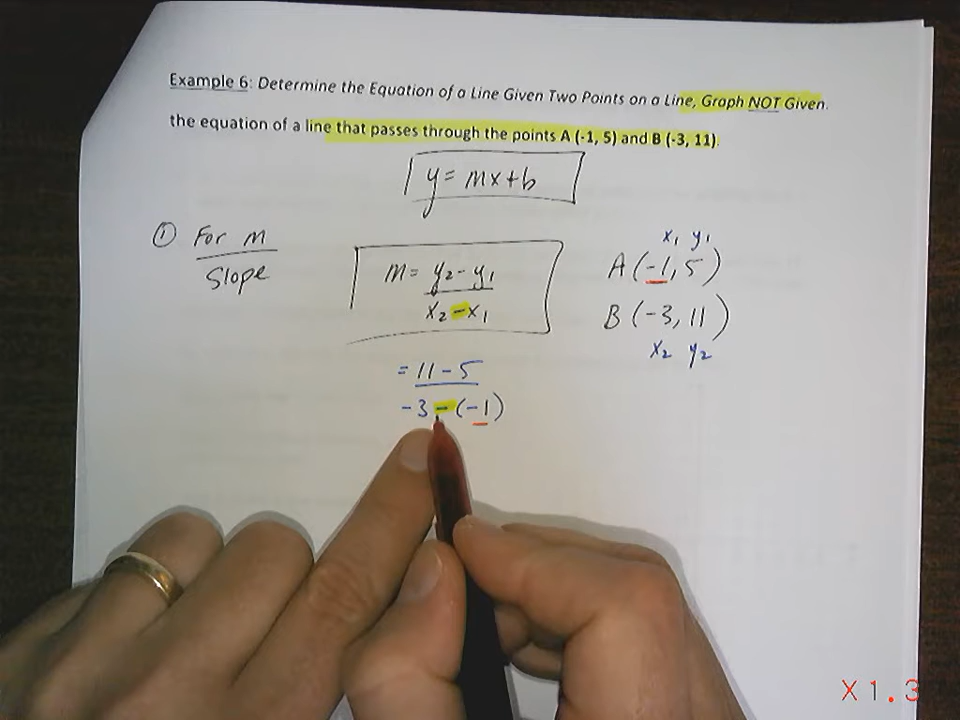 Example 6: Determine the Equation of a Line Given Two Points on a Line, Graph NOT Given.
the equation of a line that passes through the points A (-1, 5) and B (-3, 11).
y = mx+b
① For m
Slope
m = y₂ - y₁
x₂ - x₁
x₁ y₁
A (-1, 5)
B (-3, 11)
x₂ y₂
= 11 - 5
-3 - (-1)
X1.3